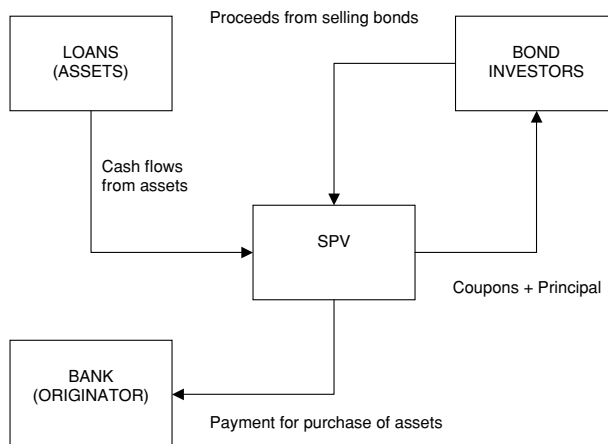 Proceeds from selling bonds
LOANS
(ASSETS)
BOND
INVESTORS
Cash flows
from assets
SPV
Coupons + Principal
BANK
(ORIGINATOR)
Payment for purchase of assets